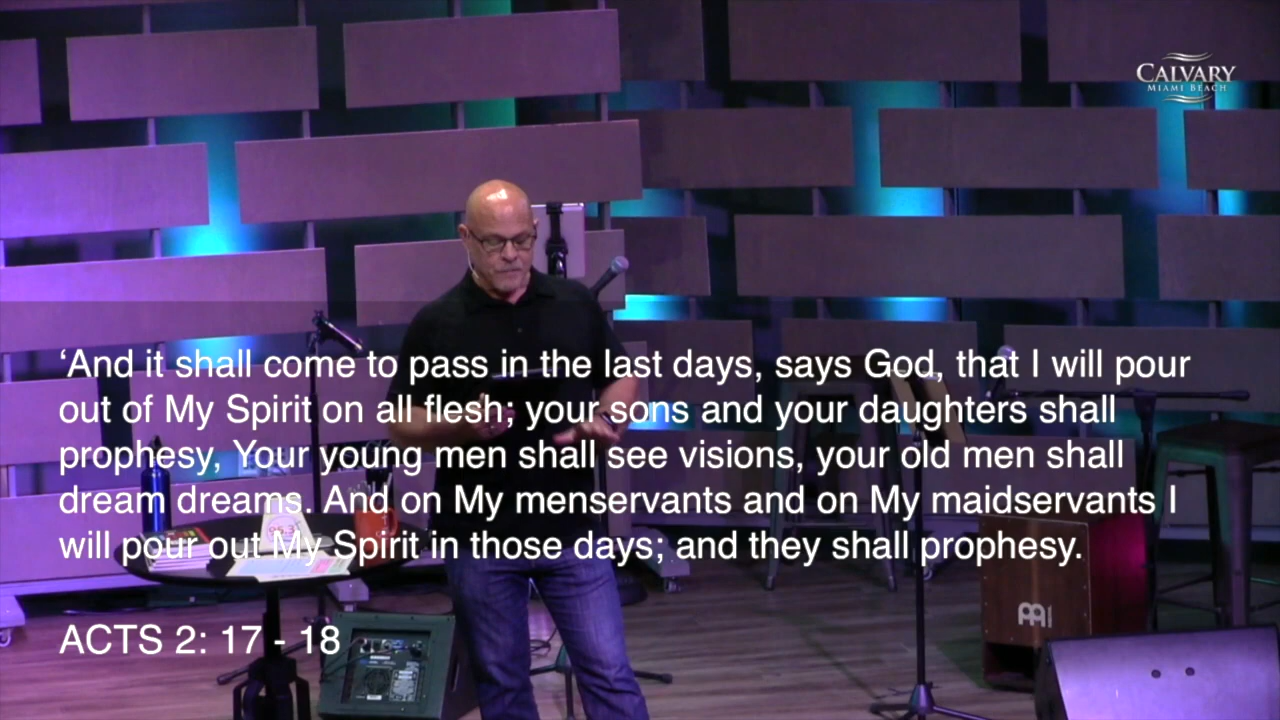 CALVARY
MIAMI BEACH
‘And it shall come to pass in the last days, says God, that I will pour
out of My Spirit on all flesh; your sons and your daughters shall
prophesy, Your young men shall see visions, your old men shall
dream dreams. And on My menservants and on My maidservants I
will pour out My Spirit in those days; and they shall prophesy.
ACTS 2: 17 - 18